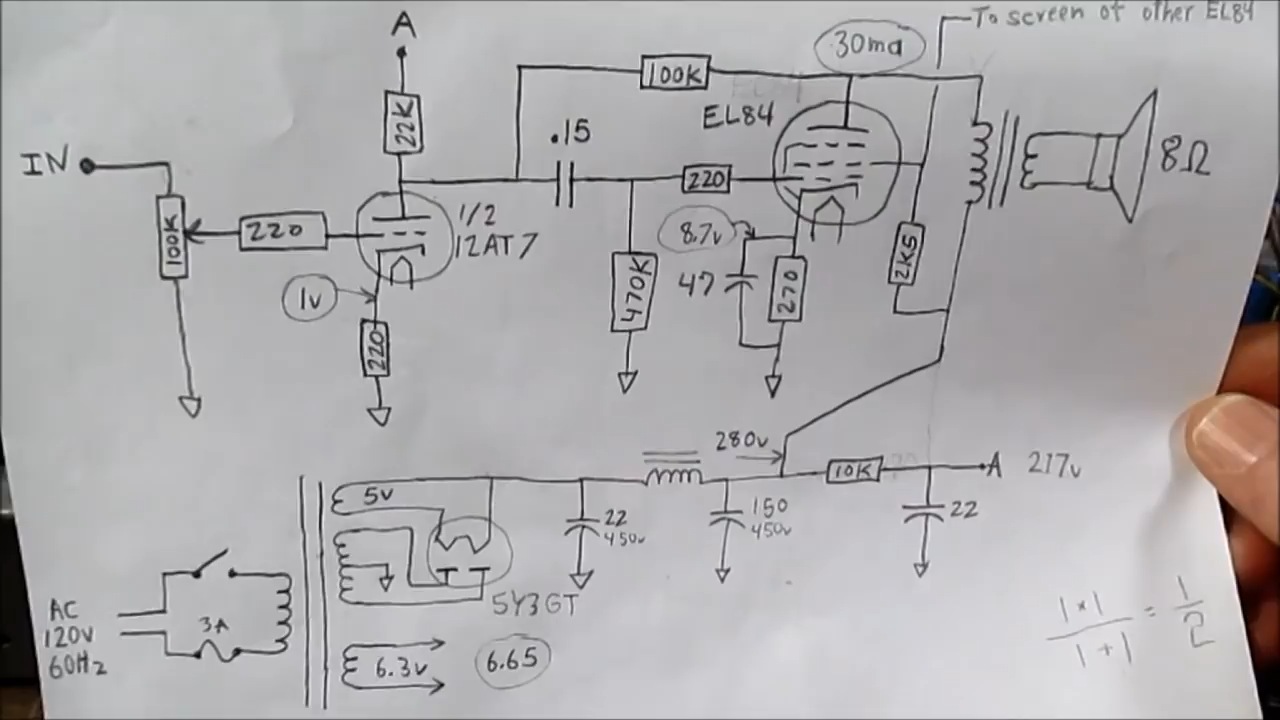 To screen of other EL84
A
30ma
100K
22K
EL84
.15
IN
8Ω
100K
220
1/2
12AT7
220
8.7v
2K5
1v
470K
47
270
220
280v
10K
A 217v
5v
22
450v
150
450v
22
5Y3GT
AC
120V
60Hz
3A
6.3v
6.65
1 × 1
1 + 1
= 1
2